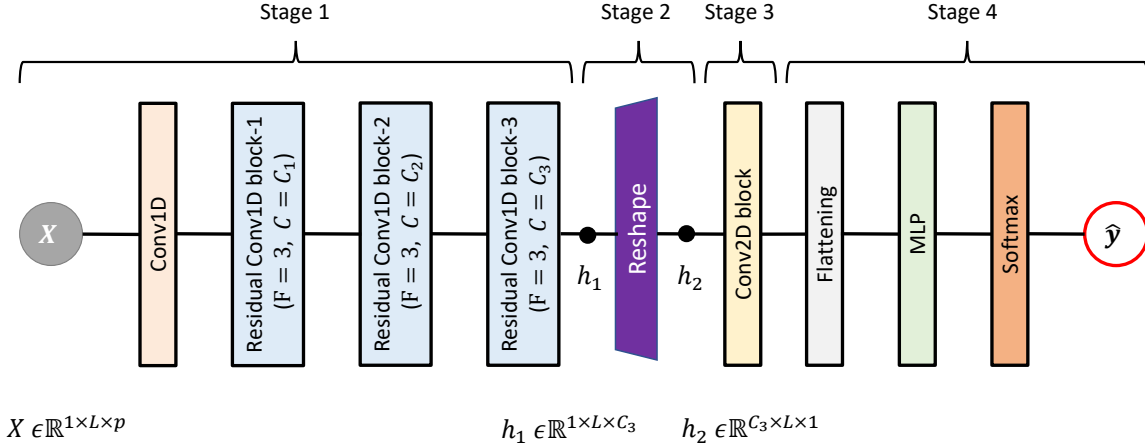 Stage 1
Stage 2
Stage 3
Stage 4
X
Conv1D
Residual Conv1D block-1
(F = 3, C = C₁)
Residual Conv1D block-2
(F = 3, C = C₂)
Residual Conv1D block-3
(F = 3, C = C₃)
h₁
Reshape
h₂
Conv2D block
Flattening
MLP
Softmax
ŷ
X ϵℝ^{1×L×p}
h₁ ϵℝ^{1×L×C₃}
h₂ ϵℝ^{C₃×L×1}